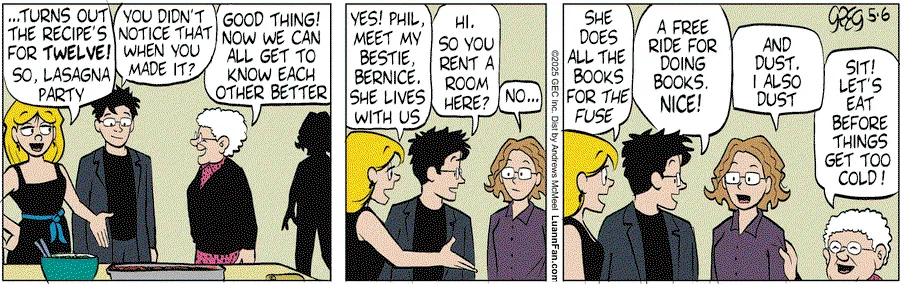 ...TURNS OUT
THE RECIPE'S
FOR TWELVE!
SO, LASAGNA
PARTY
YOU DIDN'T
NOTICE THAT
WHEN YOU
MADE IT?
GOOD THING!
NOW WE CAN
ALL GET TO
KNOW EACH
OTHER BETTER
YES! PHIL,
MEET MY
BESTIE,
BERNICE.
SHE LIVES
WITH US
HI.
SO YOU
RENT A
ROOM
HERE?
NO...
©2025 GEC Inc. Dist by Andrews McMeel LuannFan.com
SHE
DOES
ALL THE
BOOKS
FOR THE
FUSE
A FREE
RIDE FOR
DOING
BOOKS.
NICE!
AND
DUST.
I ALSO
DUST
GREG 5·6
SIT!
LET'S
EAT
BEFORE
THINGS
GET TOO
COLD!